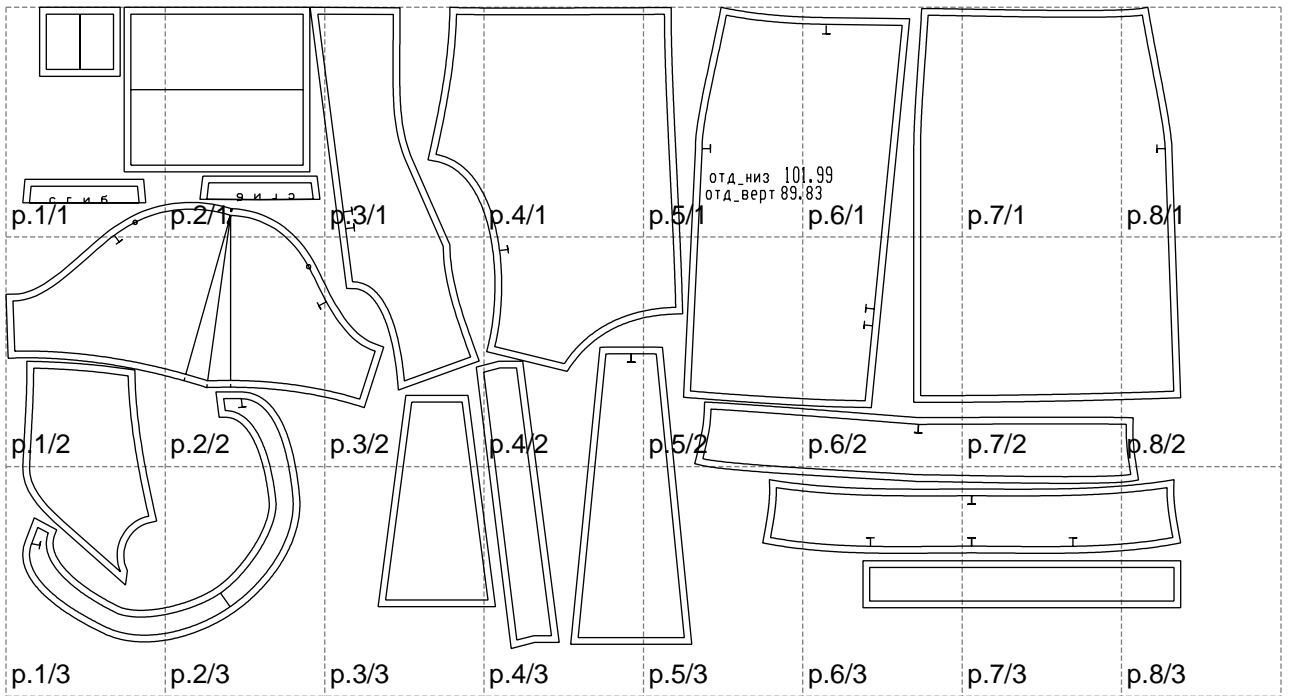 сгиб
сгиб
отд_низ 101.99
отд_верт 89.83
p.1/1 p.2/1 p.3/1 p.4/1 p.5/1 p.6/1 p.7/1 p.8/1
p.1/2 p.2/2 p.3/2 p.4/2 p.5/2 p.6/2 p.7/2 p.8/2
p.1/3 p.2/3 p.3/3 p.4/3 p.5/3 p.6/3 p.7/3 p.8/3